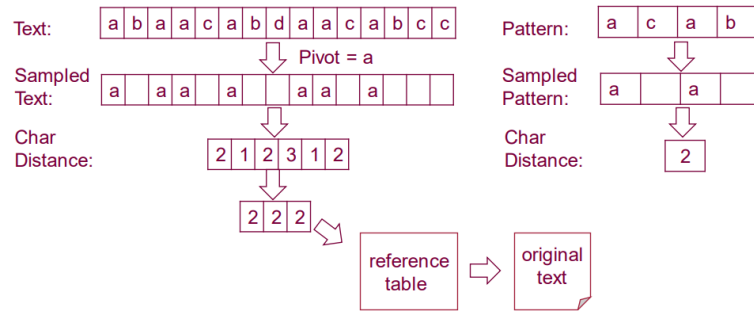 Text: a b a a c a b d a a c a b c c
Pattern: a c a b
Pivot = a
Sampled Text: a a a a a a a
Sampled Pattern: a a
Char Distance: 2 1 2 3 1 2
Char Distance: 2
2 2 2
reference table
original text